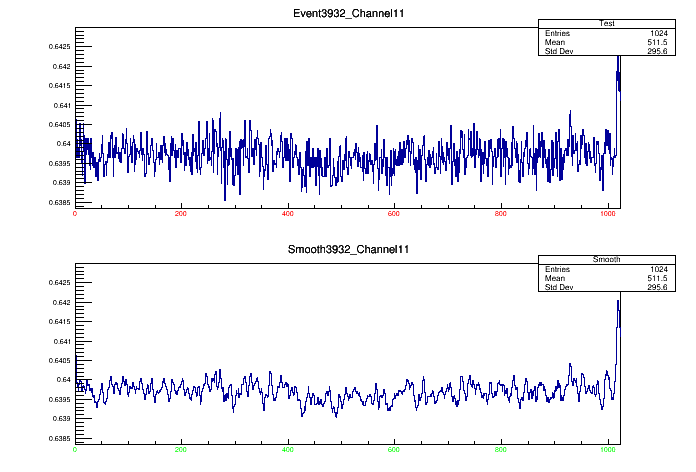 Event3932_Channel11
Test
Entries 1024
Mean 511.5
Std Dev 295.6
0.6425
0.642
0.6415
0.641
0.6405
0.64
0.6395
0.639
0.6385
0 200 400 600 800 1000
Smooth3932_Channel11
Smooth
Entries 1024
Mean 511.5
Std Dev 295.6
0.6425
0.642
0.6415
0.641
0.6405
0.64
0.6395
0.639
0.6385
0 200 400 600 800 1000